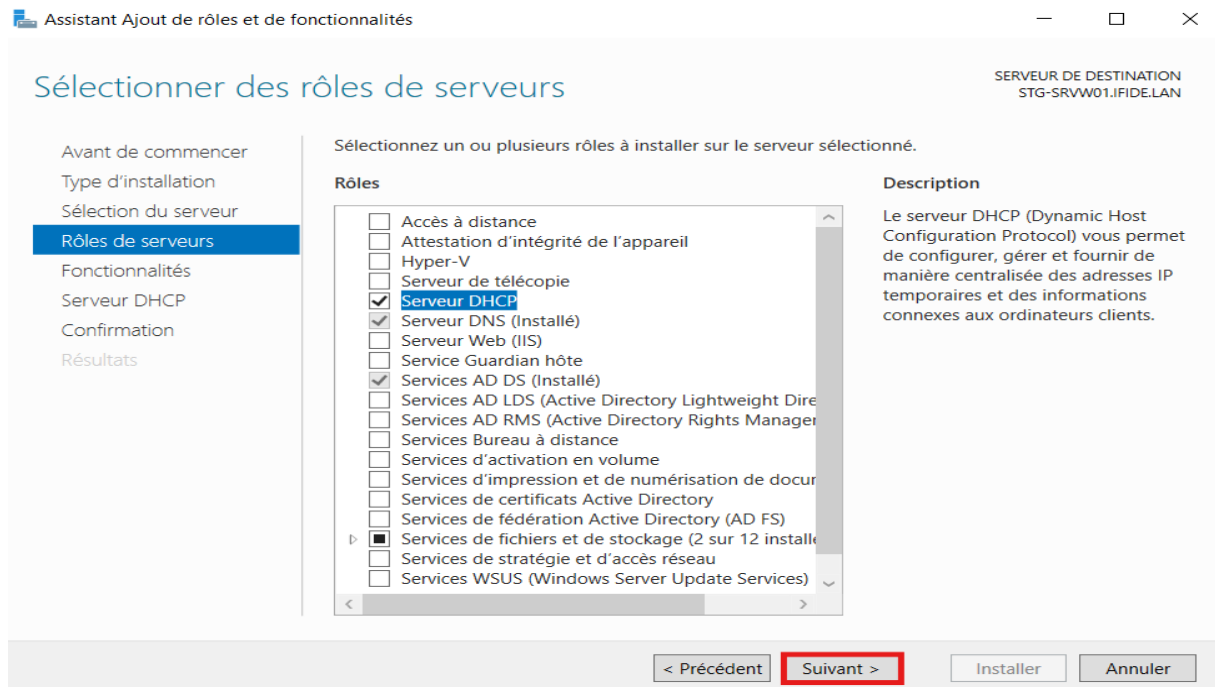 Assistant Ajout de rôles et de fonctionnalités
Sélectionner des rôles de serveurs
SERVEUR DE DESTINATION
STG-SRVW01.IFIDE.LAN
Avant de commencer
Type d'installation
Sélection du serveur
Rôles de serveurs
Fonctionnalités
Serveur DHCP
Confirmation
Résultats
Sélectionnez un ou plusieurs rôles à installer sur le serveur sélectionné.
Rôles
Accès à distance
Attestation d'intégrité de l'appareil
Hyper-V
Serveur de télécopie
Serveur DHCP
Serveur DNS (Installé)
Serveur Web (IIS)
Service Guardian hôte
Services AD DS (Installé)
Services AD LDS (Active Directory Lightweight Dire
Services AD RMS (Active Directory Rights Manager
Services Bureau à distance
Services d'activation en volume
Services d'impression et de numérisation de docur
Services de certificats Active Directory
Services de fédération Active Directory (AD FS)
Services de fichiers et de stockage (2 sur 12 installé
Services de stratégie et d'accès réseau
Services WSUS (Windows Server Update Services)
Description
Le serveur DHCP (Dynamic Host
Configuration Protocol) vous permet
de configurer, gérer et fournir de
manière centralisée des adresses IP
temporaires et des informations
connexes aux ordinateurs clients.
< Précédent
Suivant >
Installer
Annuler